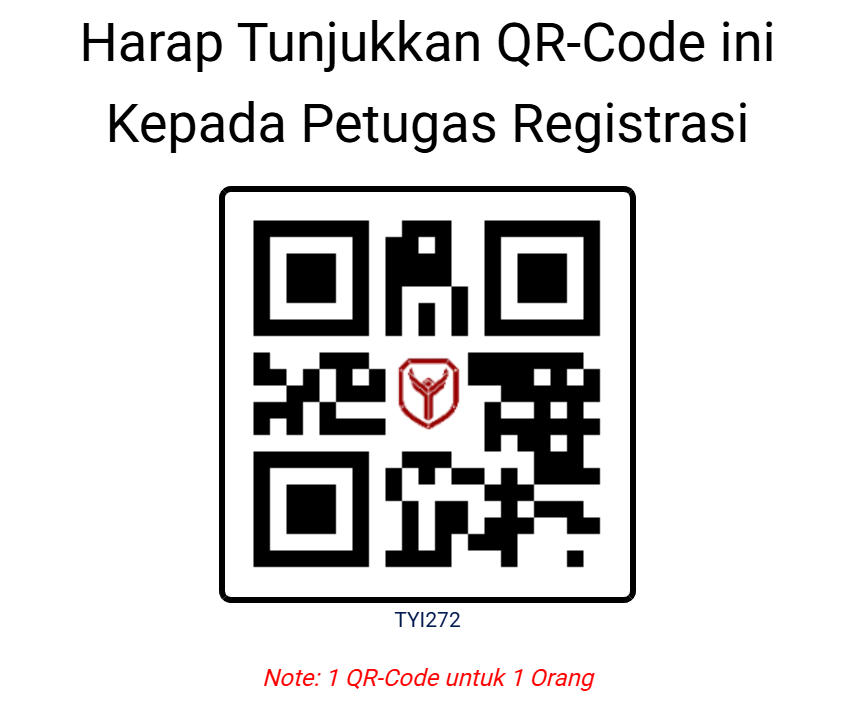 Harap Tunjukkan QR-Code ini
Kepada Petugas Registrasi
TYI272
Note: 1 QR-Code untuk 1 Orang